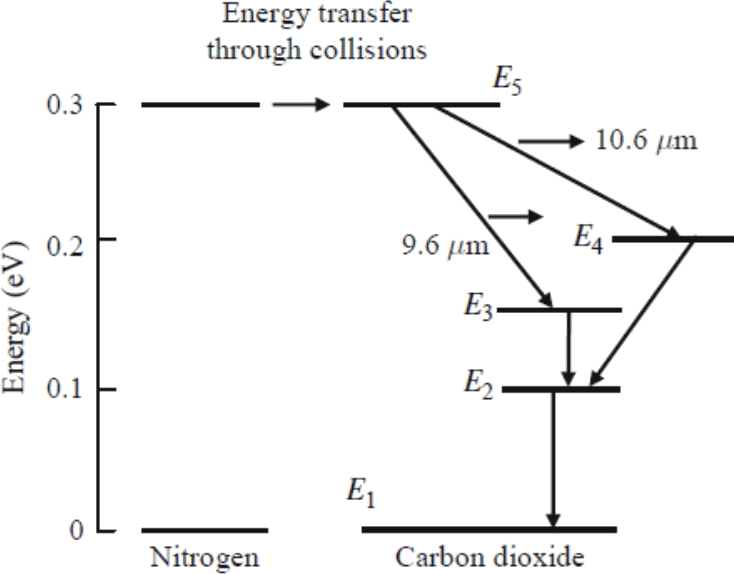 Energy transfer
through collisions
E5
0.3
10.6 μm
0.2
9.6 μm
E4
E3
Energy (eV)
0.1
E2
E1
0
Nitrogen
Carbon dioxide